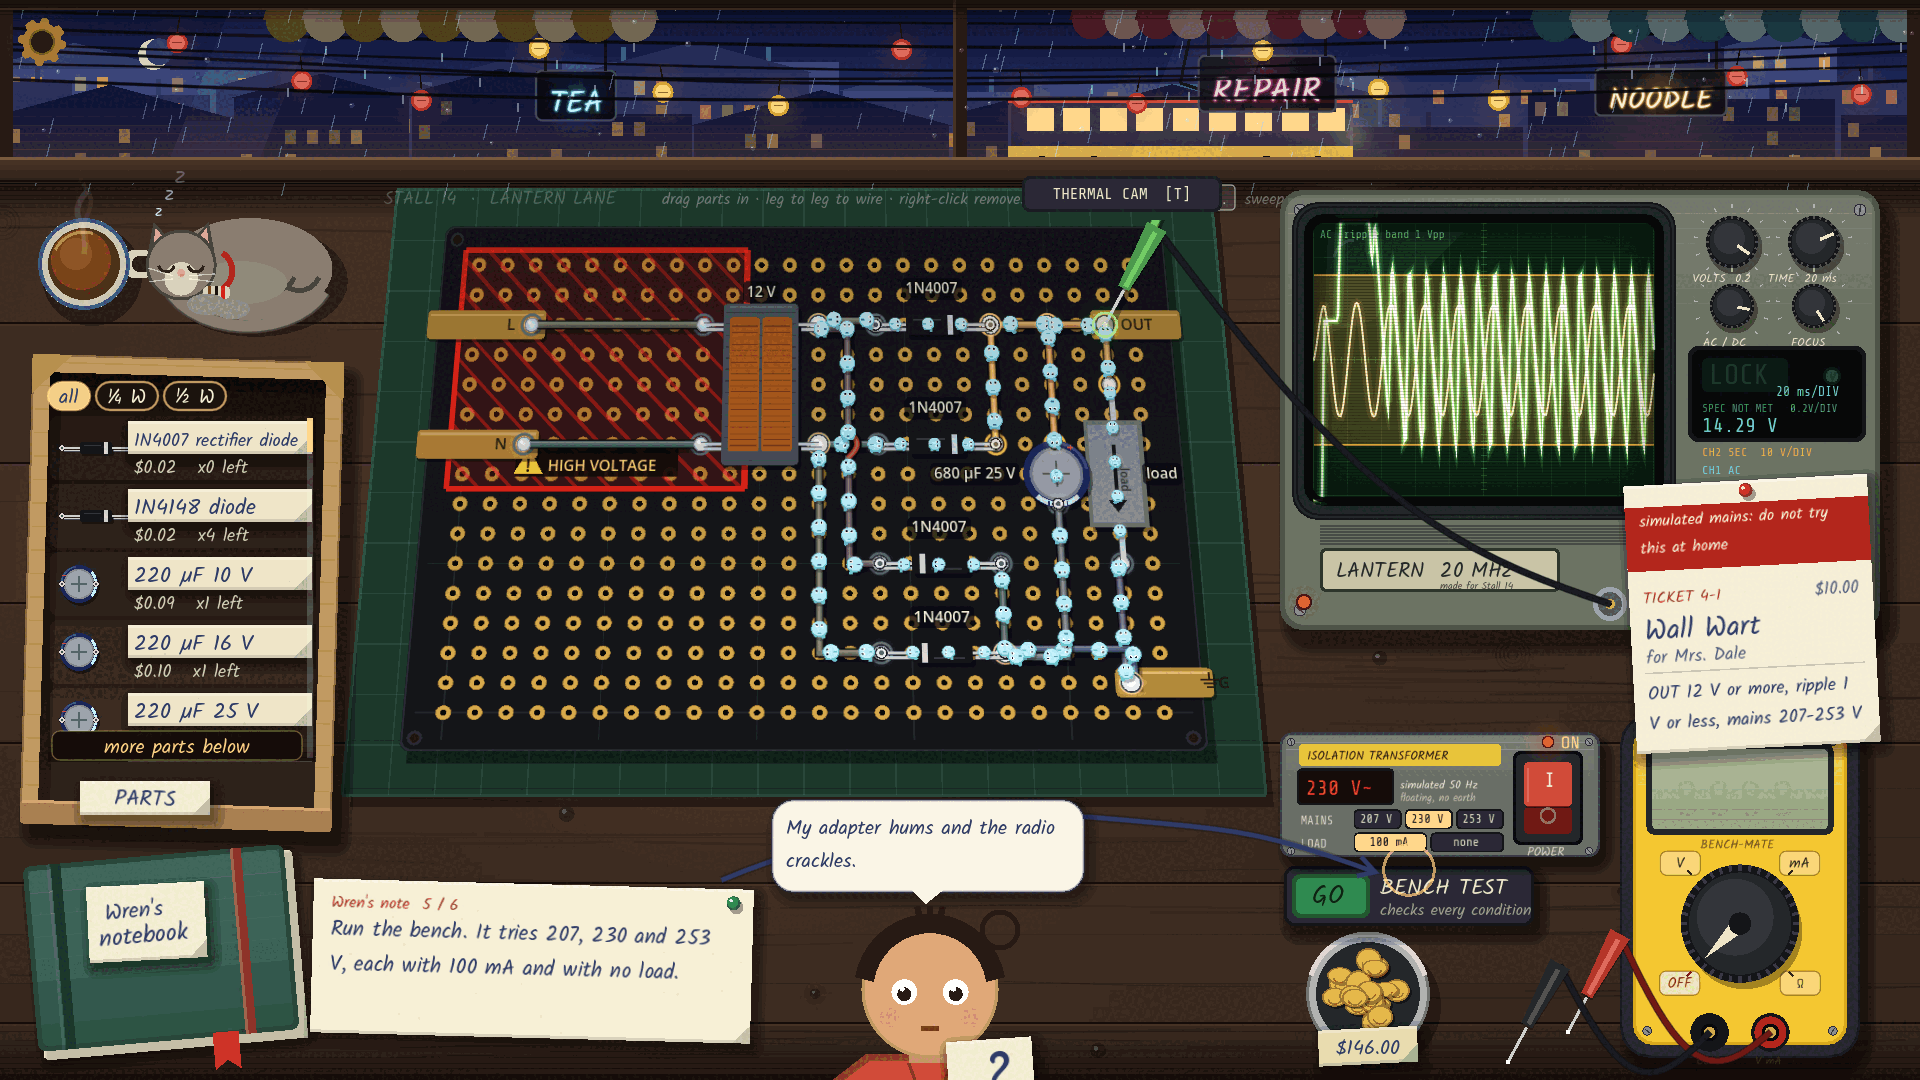 TEA
REPAIR
NOODLE
STALL 14 · LANTERN LANE
drag parts in · leg to leg to wire · right-click remove
THERMAL CAM [T]
sweep
z
z
z
all
¼ W
½ W
1N4007 rectifier diode
$0.02 x0 left
1N4148 diode
$0.02 x4 left
220 µF 10 V
$0.09 x1 left
220 µF 16 V
$0.10 x1 left
220 µF 25 V
more parts below
PARTS
12 V
1N4007
L
OUT
1N4007
N
HIGH VOLTAGE
680 µF 25 V
load
load
1N4007
1N4007
G
AC ripple band 1 Vpp
VOLTS 0.2 TIME 20 ms
AC / DC FOCUS
LOCK
20 ms/DIV
SPEC NOT MET 0.2V/DIV
14.29 V
CH2 SEC 10 V/DIV
CH1 AC
LANTERN 20 MHz
made for Stall 14
simulated mains: do not try
this at home
TICKET 4-1 $10.00
Wall Wart
for Mrs. Dale
OUT 12 V or more, ripple 1
V or less, mains 207-253 V
ISOLATION TRANSFORMER
ON
230 V~
simulated 50 Hz
floating, no earth
I
MAINS 207 V 230 V 253 V
LOAD 100 mA none
POWER
GO
BENCH TEST
checks every condition
My adapter hums and the radio
crackles.
Wren's
notebook
Wren's note 5 / 6
Run the bench. It tries 207, 230 and 253
V, each with 100 mA and with no load.
?
$146.00
BENCH-MATE
V
mA
OFF
Ω
V mA